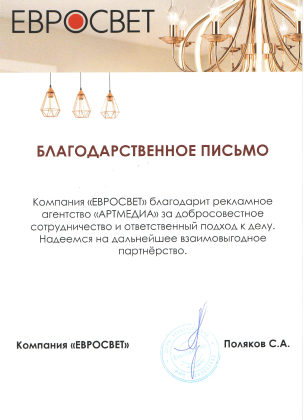 ЕВРОСВЕТ
БЛАГОДАРСТВЕННОЕ ПИСЬМО
Компания «ЕВРОСВЕТ» благодарит рекламное
агентство «АРТМЕДИА» за добросовестное
сотрудничество и ответственный подход к делу.
Надеемся на дальнейшее взаимовыгодное
партнёрство.
Компания «ЕВРОСВЕТ»
Поляков С.А.